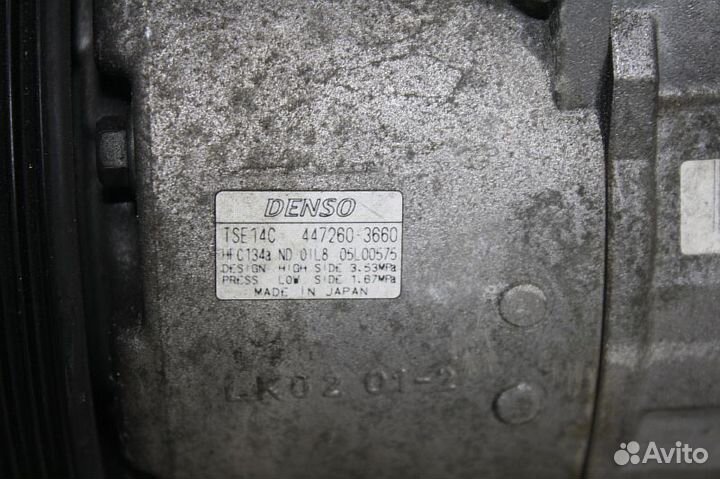 DENSO
TSE14C 447260-3660
HFC134a ND OIL8 05L00575
DESIGN HIGH SIDE 3.53MPa
PRESS LOW SIDE 1.67MPa
MADE IN JAPAN
LK02 01-2
Avito